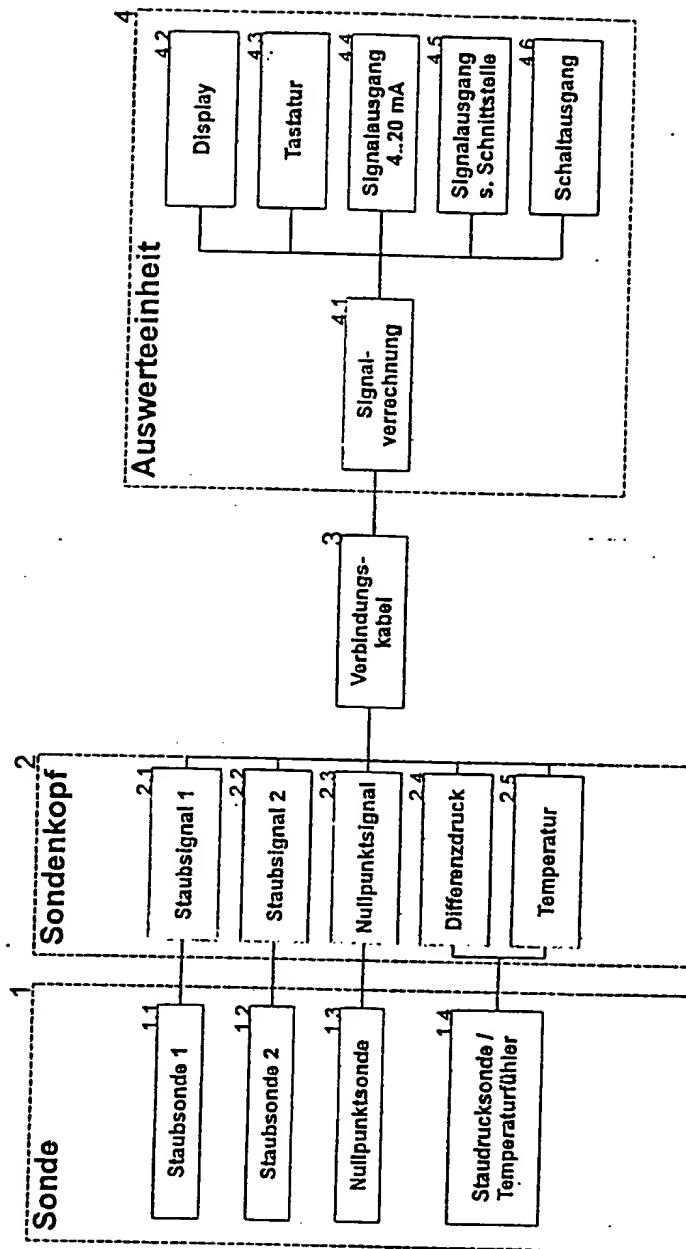 Sonde
1
1.1
Staubsonde 1
1.2
Staubsonde 2
1.3
Nullpunktsonde
1.4
Staudrucksonde /
Temperaturfühler
Sondenkopf
2
2.1
Staubsignal 1
2.2
Staubsignal 2
2.3
Nullpunktsignal
2.4
Differenzdruck
2.5
Temperatur
3
Verbindungs-
kabel
Auswerteeinheit
4
4.1
Signal-
verrechnung
4.2
Display
4.3
Tastatur
4.4
Signalausgang
4..20 mA
4.5
Signalausgang
s. Schnittstelle
4.6
Schaltausgang